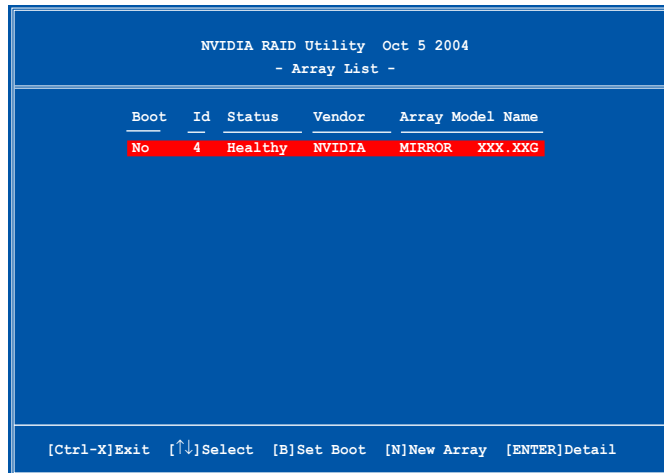 NVIDIA RAID Utility Oct 5 2004
- Array List -
Boot Id Status Vendor Array Model Name
No 4 Healthy NVIDIA MIRROR XXX.XXG
[Ctrl-X]Exit [↑↓]Select [B]Set Boot [N]New Array [ENTER]Detail